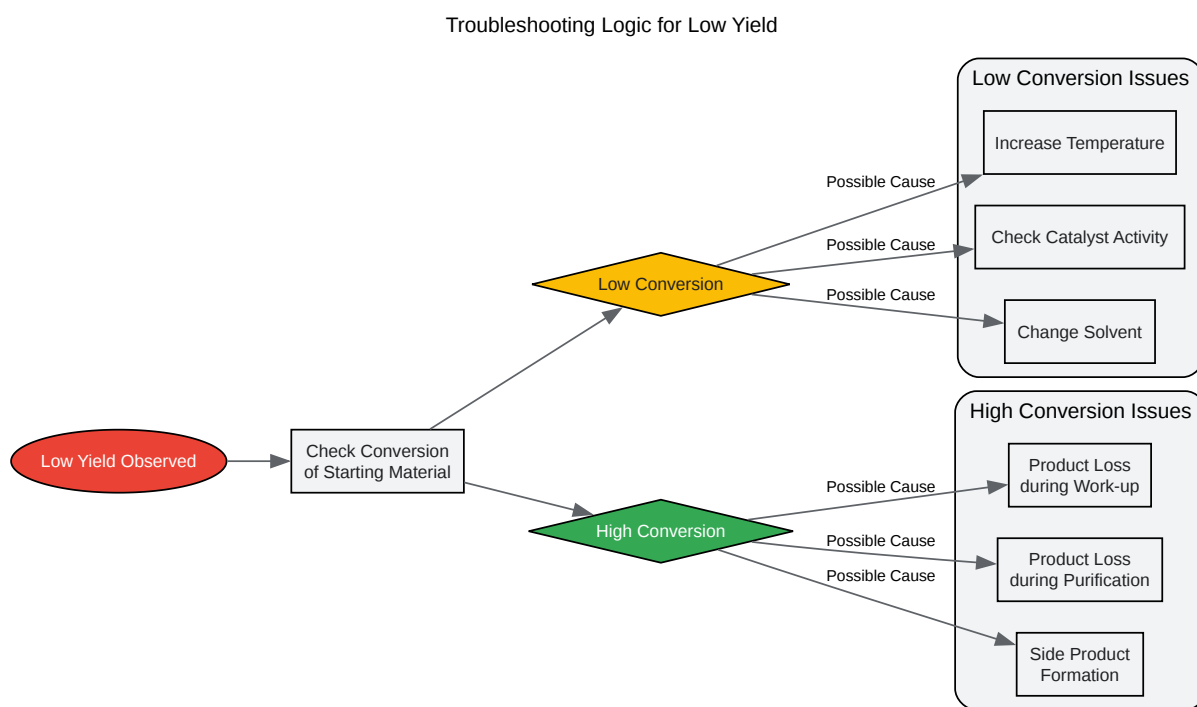 Troubleshooting Logic for Low Yield
Low Yield Observed
Check Conversion
of Starting Material
Low Conversion
High Conversion
Possible Cause
Possible Cause
Possible Cause
Possible Cause
Possible Cause
Possible Cause
Low Conversion Issues
Increase Temperature
Check Catalyst Activity
Change Solvent
High Conversion Issues
Product Loss
during Work-up
Product Loss
during Purification
Side Product
Formation